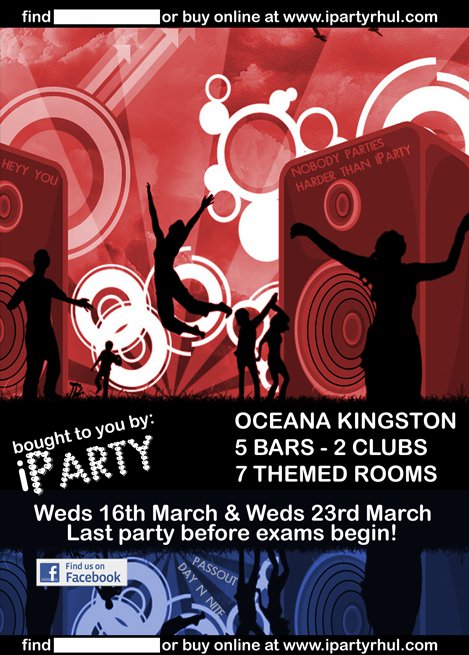 find or buy online at www.ipartyrhul.com
HEYY YOU
NOBODY PARTIES
HARDER THAN IPARTY
bought to you by:
iPARTY
OCEANA KINGSTON
5 BARS - 2 CLUBS
7 THEMED ROOMS
Weds 16th March & Weds 23rd March
Last party before exams begin!
Find us on
Facebook
PASSOUT
DAY N NITE
find or buy online at www.ipartyrhul.com